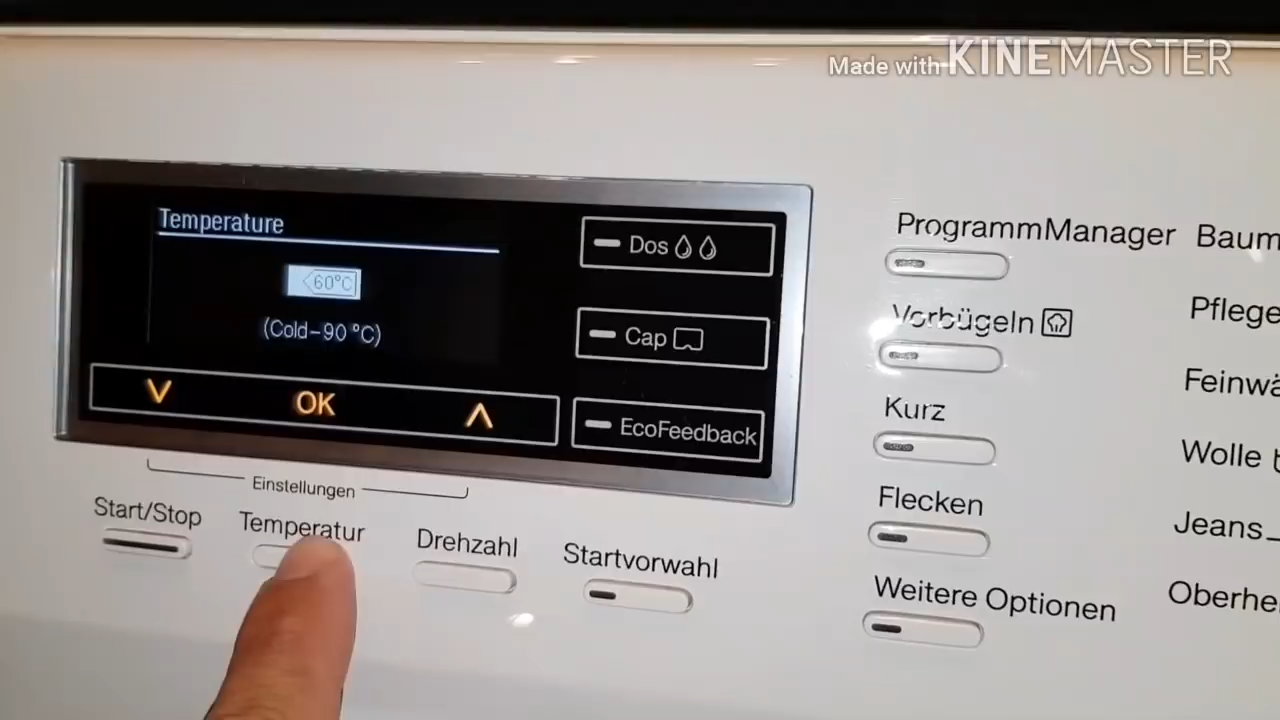 Made with KINEMASTER
Temperature
60°C
(Cold–90 °C)
OK
Dos
Cap
EcoFeedback
Einstellungen
Start/Stop
Temperatur
Drehzahl
Startvorwahl
ProgrammManager
Vorbügeln
Kurz
Flecken
Weitere Optionen
Baum
Pflege
Feinwä
Wolle
Jeans
Oberhe